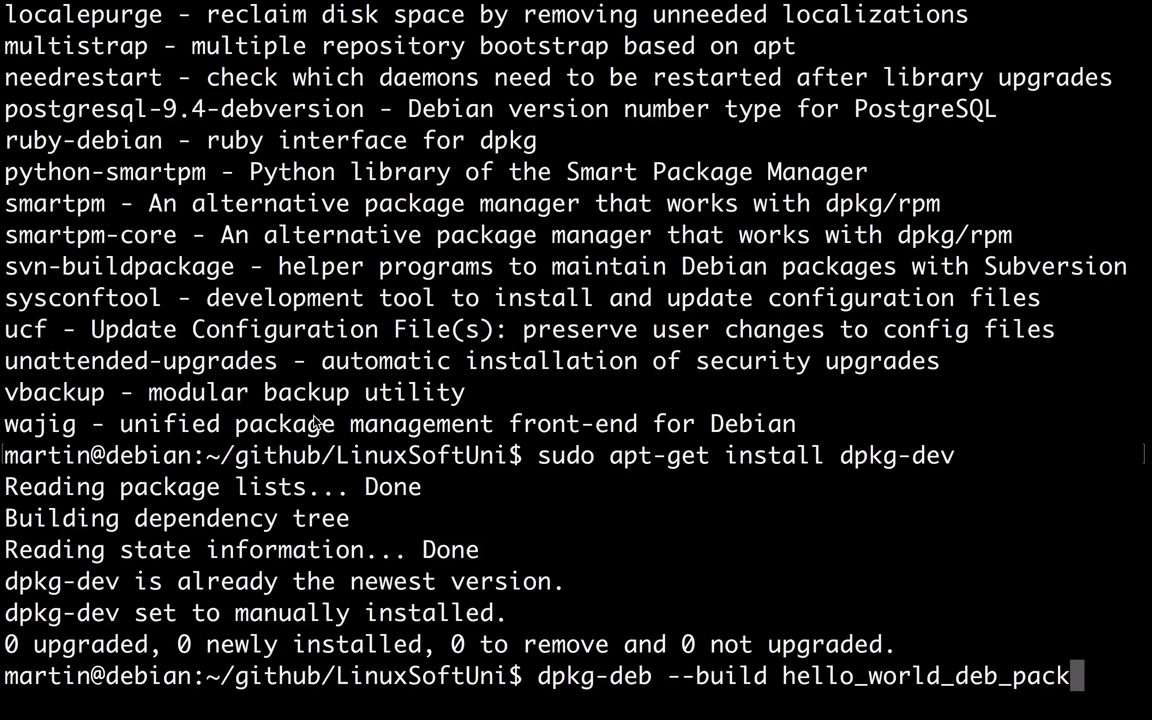 localepurge - reclaim disk space by removing unneeded localizations
multistrap - multiple repository bootstrap based on apt
needrestart - check which daemons need to be restarted after library upgrades
postgresql-9.4-debversion - Debian version number type for PostgreSQL
ruby-debian - ruby interface for dpkg
python-smartpm - Python library of the Smart Package Manager
smartpm - An alternative package manager that works with dpkg/rpm
smartpm-core - An alternative package manager that works with dpkg/rpm
svn-buildpackage - helper programs to maintain Debian packages with Subversion
sysconftool - development tool to install and update configuration files
ucf - Update Configuration File(s): preserve user changes to config files
unattended-upgrades - automatic installation of security upgrades
vbackup - modular backup utility
wajig - unified package management front-end for Debian
martin@debian:~/github/LinuxSoftUni$ sudo apt-get install dpkg-dev
Reading package lists... Done
Building dependency tree
Reading state information... Done
dpkg-dev is already the newest version.
dpkg-dev set to manually installed.
0 upgraded, 0 newly installed, 0 to remove and 0 not upgraded.
martin@debian:~/github/LinuxSoftUni$ dpkg-deb --build hello_world_deb_pack